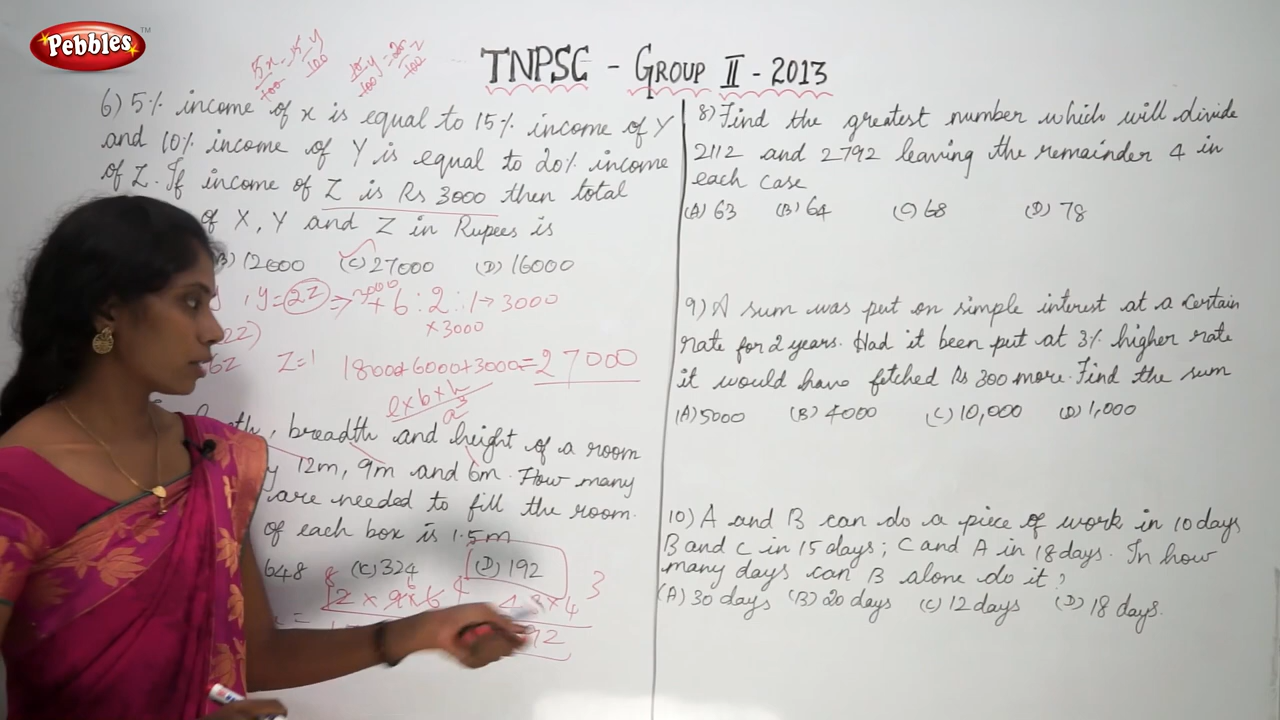 Pebbles
TM
TNPSC - GROUP II - 2013
6) 5% income of x is equal to 15% income of Y
and 10% income of Y is equal to 20% income
of Z. If income of Z is Rs 3000 then total
of X, Y and Z in Rupees is
B) 12000 (C) 27000 (D) 16000
, y = 2Z ⇒ 6 : 2 : 1 → 3000
× 3000
Z = 1 18000 + 6000 + 3000 = 27000
l × b × h
a³
breadth and height of a room
12m, 9m and 6m. How many
are needed to fill the room.
of each box is 1.5m
648 (C) 324 (D) 192
8) Find the greatest number which will divide
2112 and 2792 leaving the remainder 4 in
each case
(A) 63 (B) 64 (C) 68 (D) 78
9) A sum was put on simple interest at a certain
rate for 2 years. Had it been put at 3% higher rate
it would have fetched Rs 300 more. Find the sum
(A) 5000 (B) 4000 (C) 10,000 (D) 1,000
10) A and B can do a piece of work in 10 days
B and C in 15 days; C and A in 18 days. In how
many days can B alone do it?
(A) 30 days (B) 20 days (C) 12 days (D) 18 days.